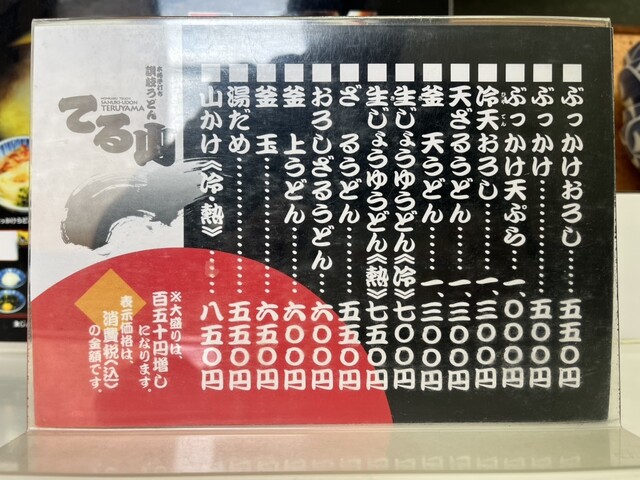 ■ぶっかけおろし……五五〇円
■ぶっかけ……五〇〇円
■ぶっかけ天ぷら…一、〇〇〇円
■冷天おろし…一、三〇〇円
■天ざるうどん…一、三〇〇円
■釜 天うどん…一、三五〇円
■生じょうゆうどん《冷》七〇〇円
■生じょうゆうどん《熱》七五〇円
■ざ るうどん……五五〇円
■おろしざるうどん…六〇〇円
■釜 上うどん……六〇〇円
■釜 玉……六五〇円
■湯だめ……五五〇円
■山かけ《冷・熱》…八五〇円
本格手打ち
讃岐うどん
SANUKI-UDON
TERUYAMA
てる山
※大盛りは、
百五十円増し
になります。
表示価格は、
消費税(込)
の金額です。